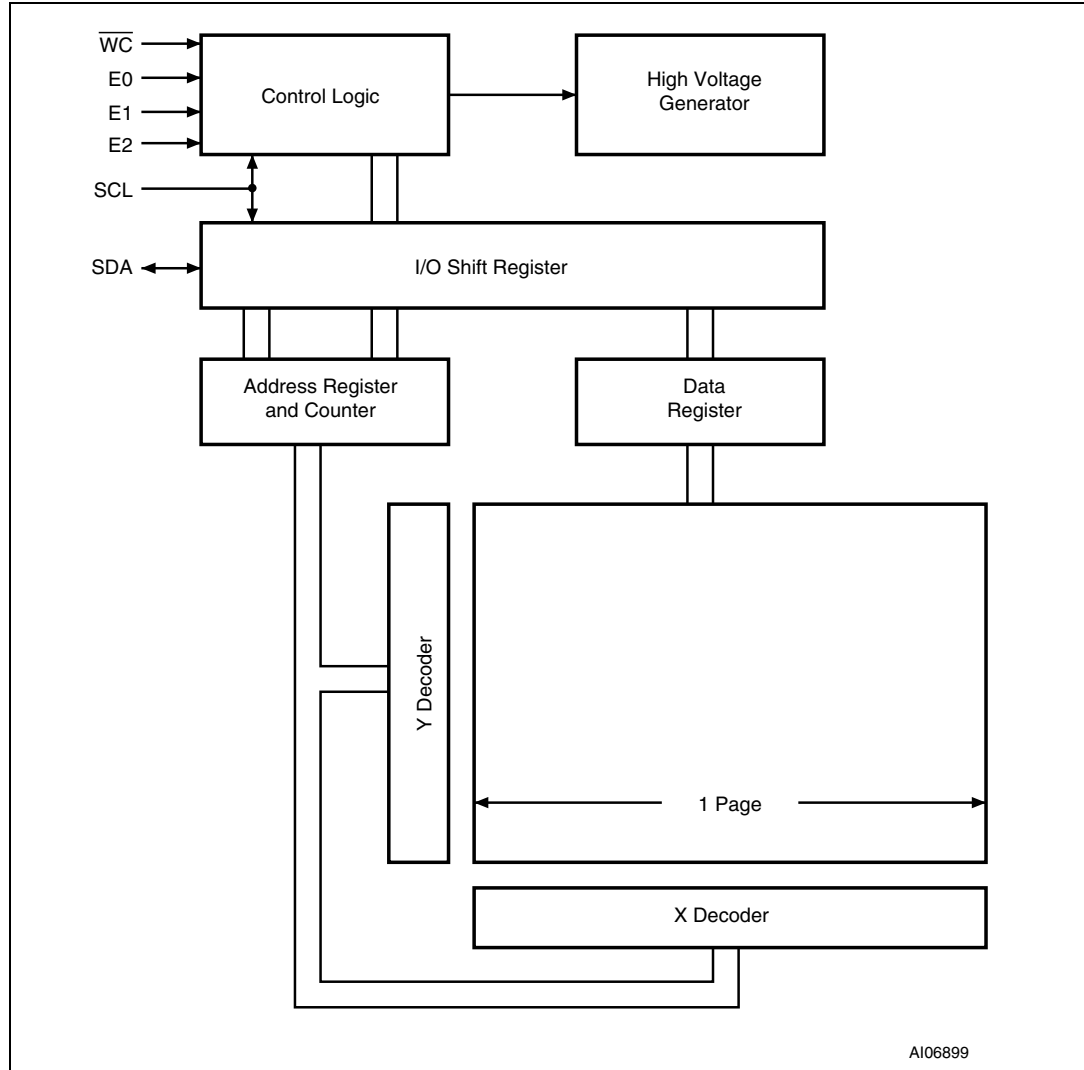 W̅C̅
E0
E1
E2
SCL
SDA
Control Logic
High Voltage
Generator
I/O Shift Register
Address Register
and Counter
Data
Register
Y Decoder
1 Page
X Decoder
AI06899